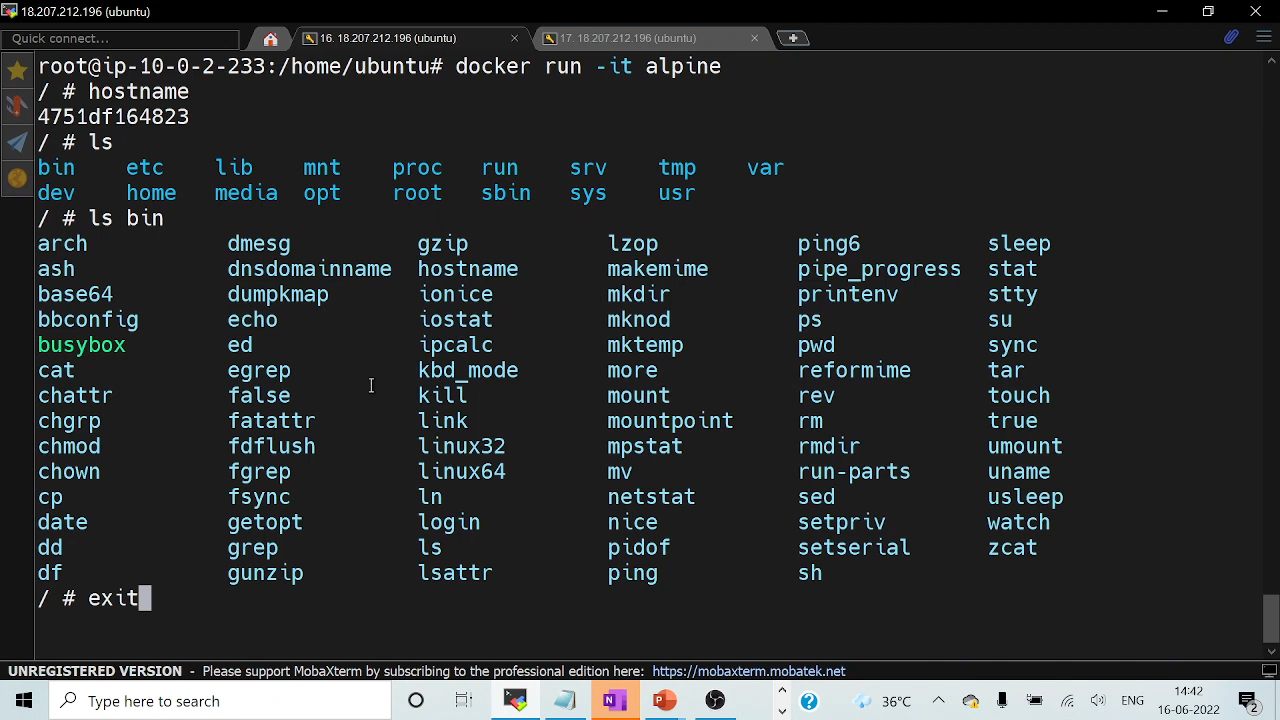 18.207.212.196 (ubuntu)
Quick connect...
16. 18.207.212.196 (ubuntu)
17. 18.207.212.196 (ubuntu)
root@ip-10-0-2-233:/home/ubuntu# docker run -it alpine
/ # hostname
4751df164823
/ # ls
bin etc lib mnt proc run srv tmp var
dev home media opt root sbin sys usr
/ # ls bin
arch dmesg gzip lzop ping6 sleep
ash dnsdomainname hostname makemime pipe_progress stat
base64 dumpkmap ionice mkdir printenv stty
bbconfig echo iostat mknod ps su
busybox ed ipcalc mktemp pwd sync
cat egrep kbd_mode more reformime tar
chattr false kill mount rev touch
chgrp fatattr link mountpoint rm true
chmod fdflush linux32 mpstat rmdir umount
chown fgrep linux64 mv run-parts uname
cp fsync ln netstat sed usleep
date getopt login nice setpriv watch
dd grep ls pidof setserial zcat
df gunzip lsattr ping sh
/ # exit
UNREGISTERED VERSION - Please support MobaXterm by subscribing to the professional edition here: https://mobaxterm.mobatek.net
Type here to search
36°C
ENG
14:42
16-06-2022
2